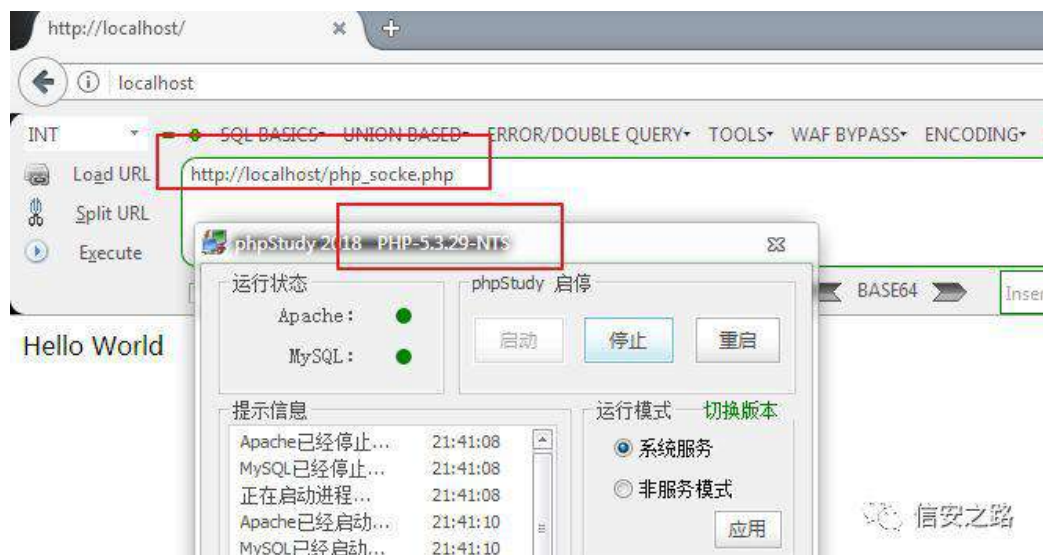 http://localhost/
localhost
INT SQL BASICS UNION BASED ERROR/DOUBLE QUERY TOOLS WAF BYPASS ENCODING
Load URL
http://localhost/php_socke.php
Split URL
Execute
phpStudy 2018 PHP-5.3.29-NTS
运行状态
Apache:
MySQL:
phpStudy 启停
启动 停止 重启
BASE64
Inser
Hello World
提示信息
Apache已经停止... 21:41:08
MySQL已经停止... 21:41:08
正在启动进程... 21:41:08
Apache已经启动... 21:41:10
MySQL已经启动... 21:41:10
运行模式 切换版本
系统服务
非服务模式
应用
信安之路